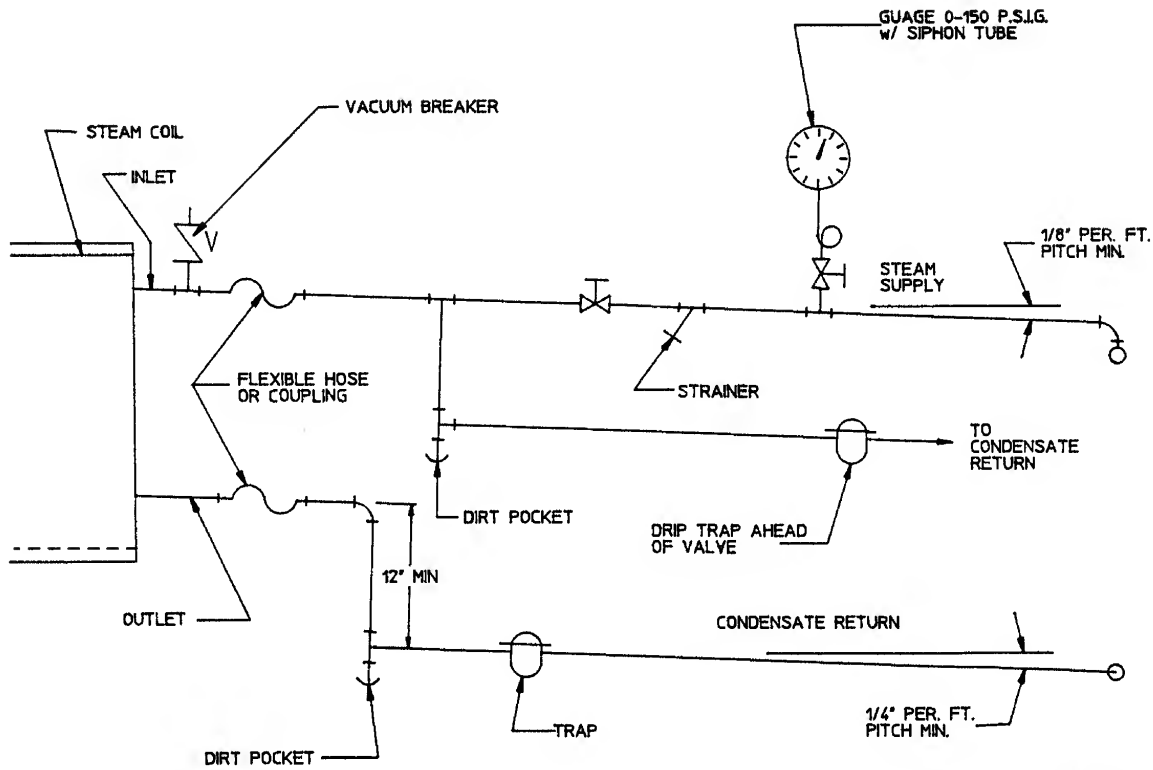 GUAGE 0-150 P.S.I.G.
w/ SIPHON TUBE
VACUUM BREAKER
STEAM COIL
INLET
V
1/8" PER. FT.
PITCH MIN.
STEAM
SUPPLY
FLEXIBLE HOSE
OR COUPLING
STRAINER
TO
CONDENSATE
RETURN
DIRT POCKET
DRIP TRAP AHEAD
OF VALVE
12" MIN
OUTLET
CONDENSATE RETURN
1/4" PER. FT.
PITCH MIN.
TRAP
DIRT POCKET